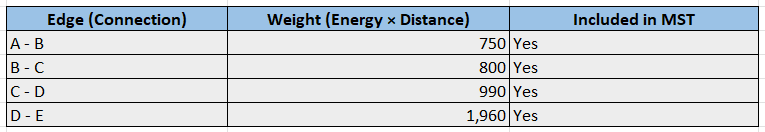 Edge (Connection) Weight (Energy × Distance) Included in MST
A - B 750 Yes
B - C 800 Yes
C - D 990 Yes
D - E 1,960 Yes